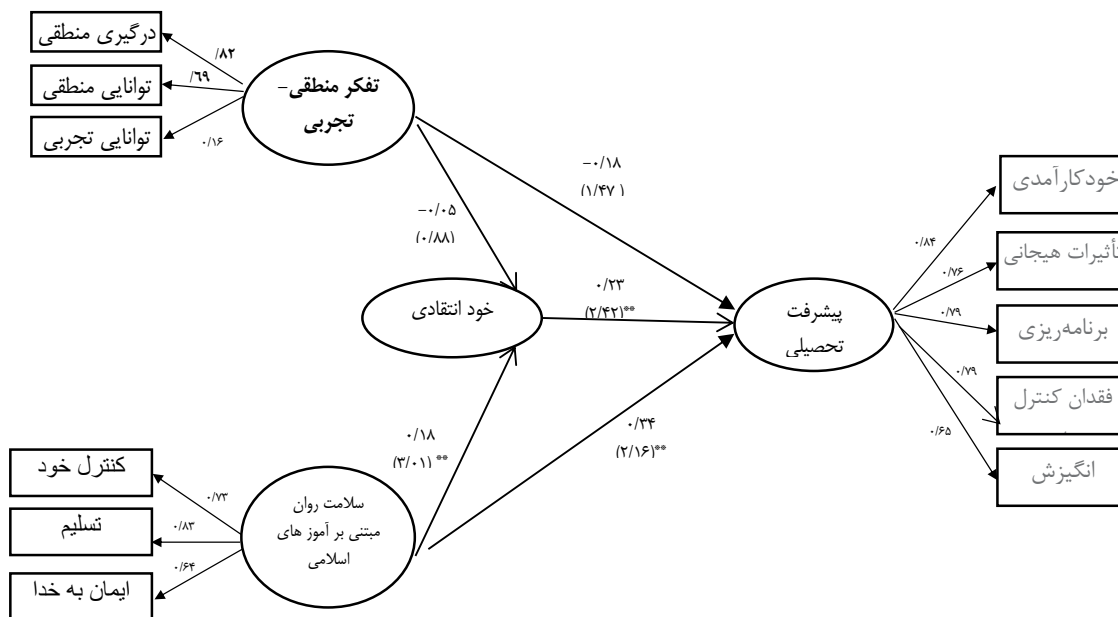 درگیری منطقی
توانایی منطقی
توانایی تجربی
/۸۲
/٦۹
۰/۱۶
تفکر منطقی-
تجربی
-۰/۱۸
(۱/۴۷)
-۰/۰۵
(۰/۸۸)
خود انتقادی
۰/۲۳
(۲/۴۲)**
پیشرفت
تحصیلی
۰/۱۸
(۳/۰۱) **
۰/۳۴
(۲/۱۶)**
کنترل خود
تسلیم
ایمان به خدا
۰/۷۳
۰/۸۳
۰/۶۴
سلامت روان
مبتنی بر آموز های
اسلامی
۰/۸۴
۰/۷۶
۰/۷۹
۰/۷۹
۰/۶۵
خودکارآمدی
تأثیرات هیجانی
برنامه‌ریزی
فقدان کنترل
انگیزش